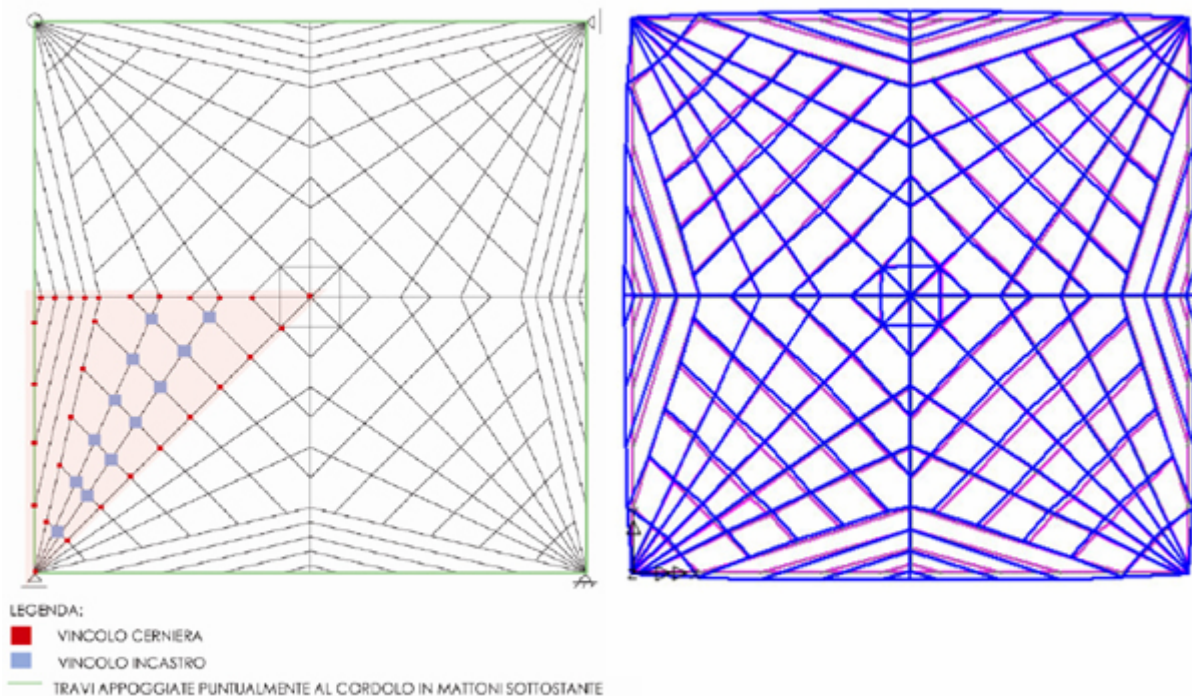 LEGENDA:
VINCOLO CERNIERA
VINCOLO INCASTRO
TRAVI APPOGGIATE PUNTUALMENTE AL CORDOLO IN MATTONI SOTTOSTANTE